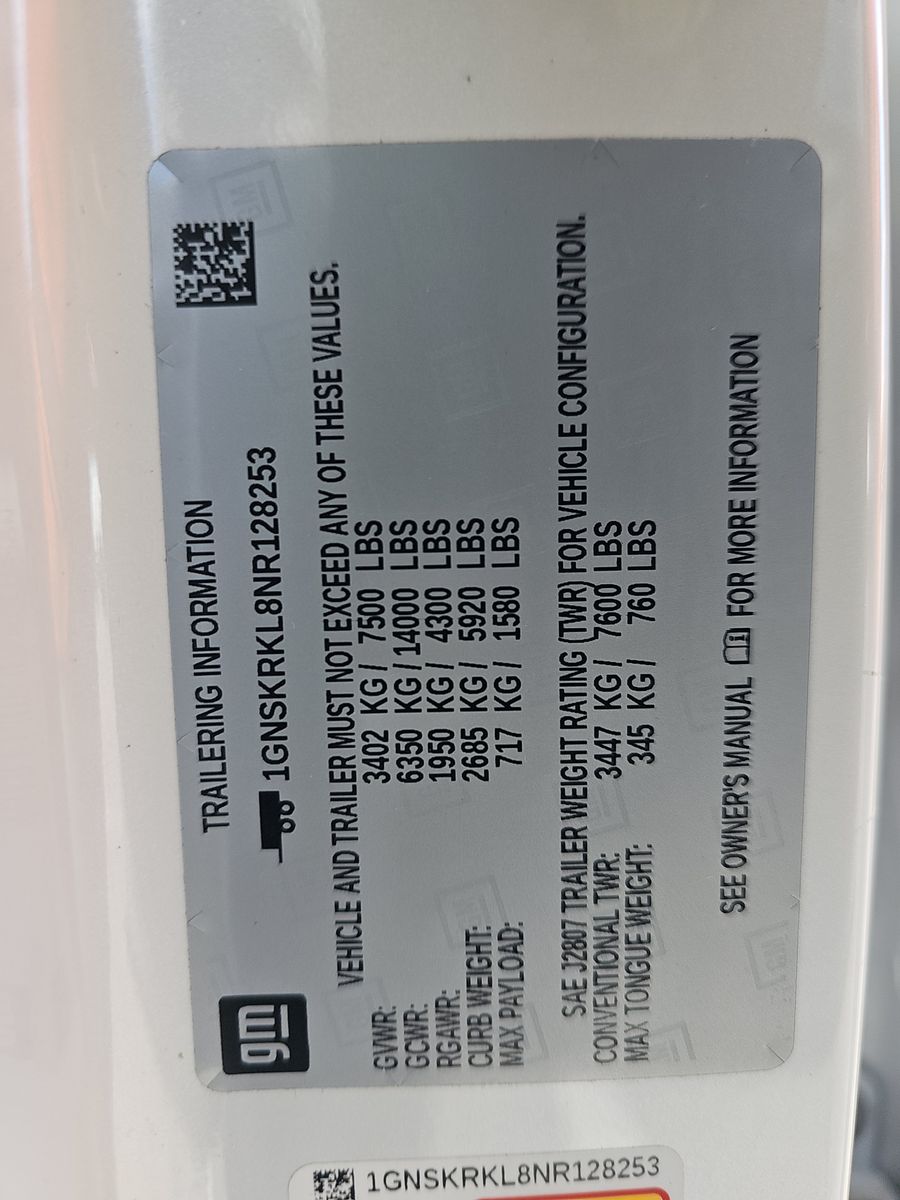 gm
TRAILERING INFORMATION
1GNSKRKL8NR128253
VEHICLE AND TRAILER MUST NOT EXCEED ANY OF THESE VALUES.
GVWR: 3402 KG / 7500 LBS
GCWR: 6350 KG / 14000 LBS
RGAWR: 1950 KG / 4300 LBS
CURB WEIGHT: 2685 KG / 5920 LBS
MAX PAYLOAD: 717 KG / 1580 LBS
SAE J2807 TRAILER WEIGHT RATING (TWR) FOR VEHICLE CONFIGURATION.
CONVENTIONAL TWR: 3447 KG / 7600 LBS
MAX TONGUE WEIGHT: 345 KG / 760 LBS
SEE OWNER'S MANUAL FOR MORE INFORMATION
1GNSKRKL8NR128253